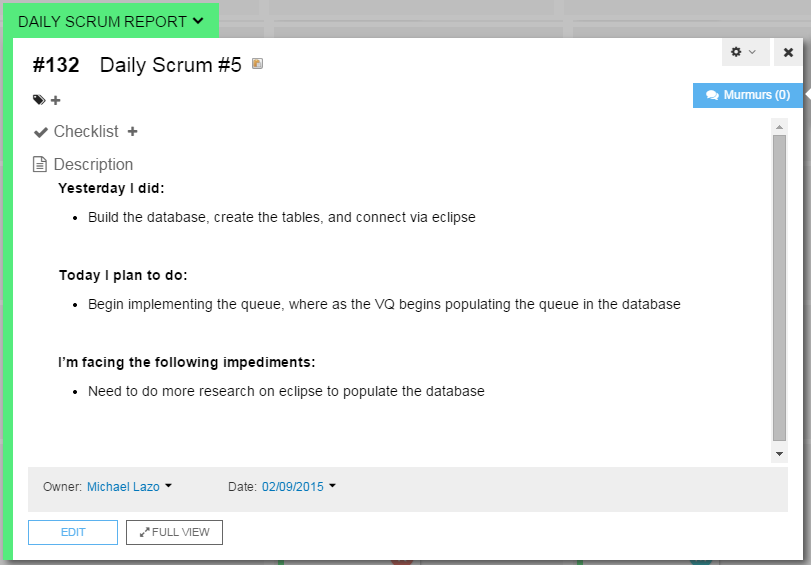 DAILY SCRUM REPORT
#132 Daily Scrum #5
Murmurs (0)
Checklist
Description
Yesterday I did:
Build the database, create the tables, and connect via eclipse
Today I plan to do:
Begin implementing the queue, where as the VQ begins populating the queue in the database
I'm facing the following impediments:
Need to do more research on eclipse to populate the database
Owner: Michael Lazo Date: 02/09/2015
EDIT FULL VIEW